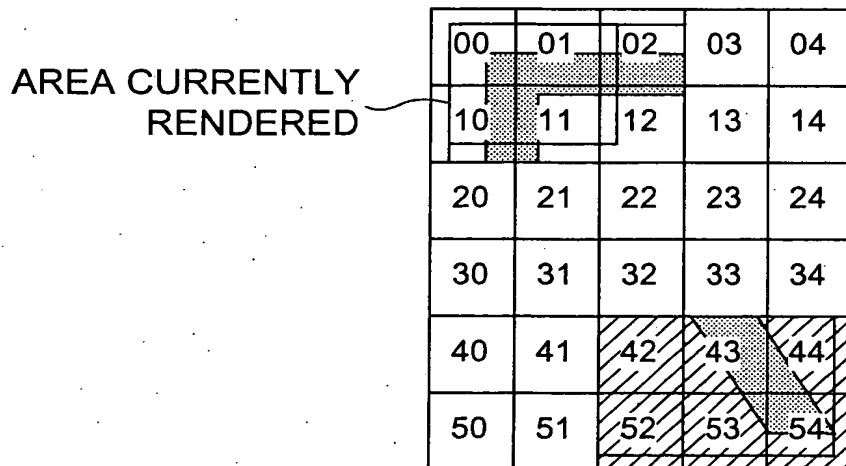 AREA CURRENTLY
RENDERED
00 01 02 03 04
10 11 12 13 14
20 21 22 23 24
30 31 32 33 34
40 41 42 43 44
50 51 52 53 54